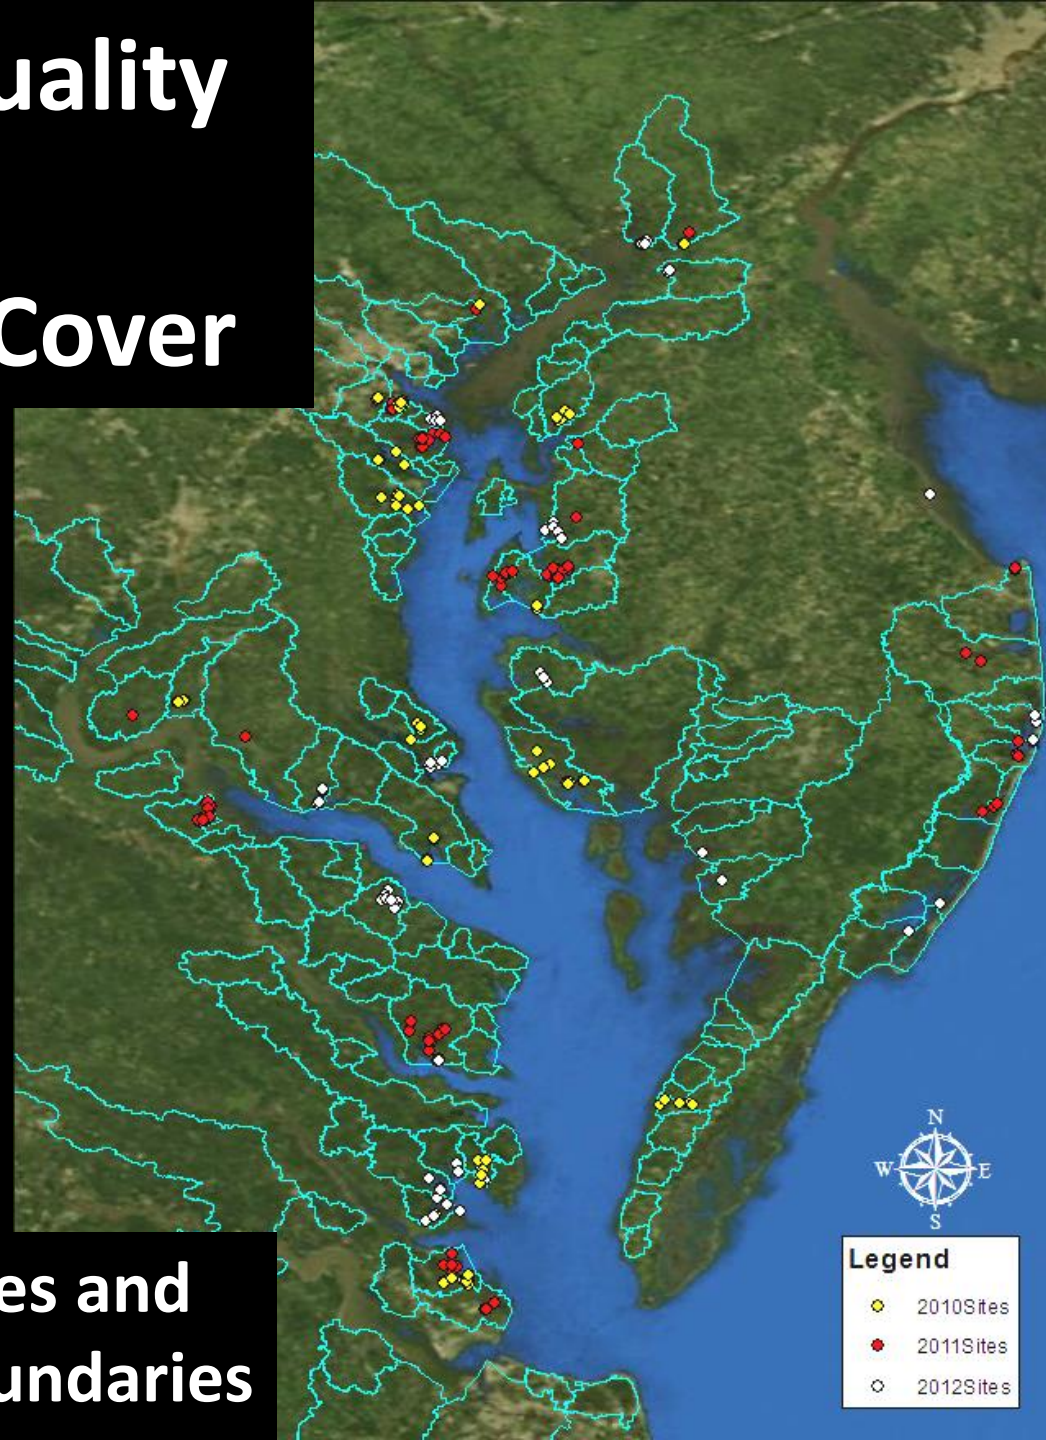 uality
Cover
N
W E
S
Legend
2010Sites
2011Sites
2012Sites
es and
undaries